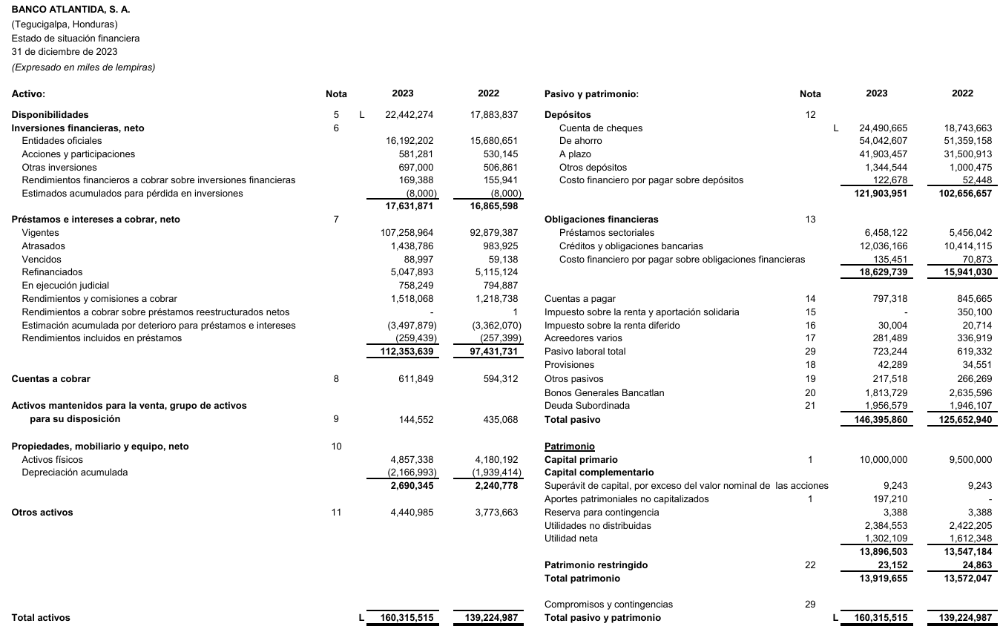 BANCO ATLANTIDA, S. A.
(Tegucigalpa, Honduras)
Estado de situación financiera
31 de diciembre de 2023
(Expresado en miles de lempiras)
Activo: Nota 2023 2022
Disponibilidades 5 L 22,442,274 17,883,837
Inversiones financieras, neto 6
Entidades oficiales 16,192,202 15,680,651
Acciones y participaciones 581,281 530,145
Otras inversiones 697,000 506,861
Rendimientos financieros a cobrar sobre inversiones financieras 169,388 155,941
Estimados acumulados para pérdida en inversiones (8,000) (8,000)
17,631,871 16,865,598
Préstamos e intereses a cobrar, neto 7
Vigentes 107,258,964 92,879,387
Atrasados 1,438,786 983,925
Vencidos 88,997 59,138
Refinanciados 5,047,893 5,115,124
En ejecución judicial 758,249 794,887
Rendimientos y comisiones a cobrar 1,518,068 1,218,738
Rendimientos a cobrar sobre préstamos reestructurados netos - 1
Estimación acumulada por deterioro para préstamos e intereses (3,497,879) (3,362,070)
Rendimientos incluidos en préstamos (259,439) (257,399)
112,353,639 97,431,731
Cuentas a cobrar 8 611,849 594,312
Activos mantenidos para la venta, grupo de activos
para su disposición 9 144,552 435,068
Propiedades, mobiliario y equipo, neto 10
Activos físicos 4,857,338 4,180,192
Depreciación acumulada (2,166,993) (1,939,414)
2,690,345 2,240,778
Otros activos 11 4,440,985 3,773,663
Total activos L 160,315,515 139,224,987
Pasivo y patrimonio: Nota 2023 2022
Depósitos 12
Cuenta de cheques L 24,490,665 18,743,663
De ahorro 54,042,607 51,359,158
A plazo 41,903,457 31,500,913
Otros depósitos 1,344,544 1,000,475
Costo financiero por pagar sobre depósitos 122,678 52,448
121,903,951 102,656,657
Obligaciones financieras 13
Préstamos sectoriales 6,458,122 5,456,042
Créditos y obligaciones bancarias 12,036,166 10,414,115
Costo financiero por pagar sobre obligaciones financieras 135,451 70,873
18,629,739 15,941,030
Cuentas a pagar 14 797,318 845,665
Impuesto sobre la renta y aportación solidaria 15 - 350,100
Impuesto sobre la renta diferido 16 30,004 20,714
Acreedores varios 17 281,489 336,919
Pasivo laboral total 29 723,244 619,332
Provisiones 18 42,289 34,551
Otros pasivos 19 217,518 266,269
Bonos Generales Bancatlan 20 1,813,729 2,635,596
Deuda Subordinada 21 1,956,579 1,946,107
Total pasivo 146,395,860 125,652,940
Patrimonio
Capital primario 1 10,000,000 9,500,000
Capital complementario
Superávit de capital, por exceso del valor nominal de las acciones 9,243 9,243
Aportes patrimoniales no capitalizados 1 197,210 -
Reserva para contingencia 3,388 3,388
Utilidades no distribuidas 2,384,553 2,422,205
Utilidad neta 1,302,109 1,612,348
13,896,503 13,547,184
Patrimonio restringido 22 23,152 24,863
Total patrimonio 13,919,655 13,572,047
Compromisos y contingencias 29
Total pasivo y patrimonio L 160,315,515 139,224,987